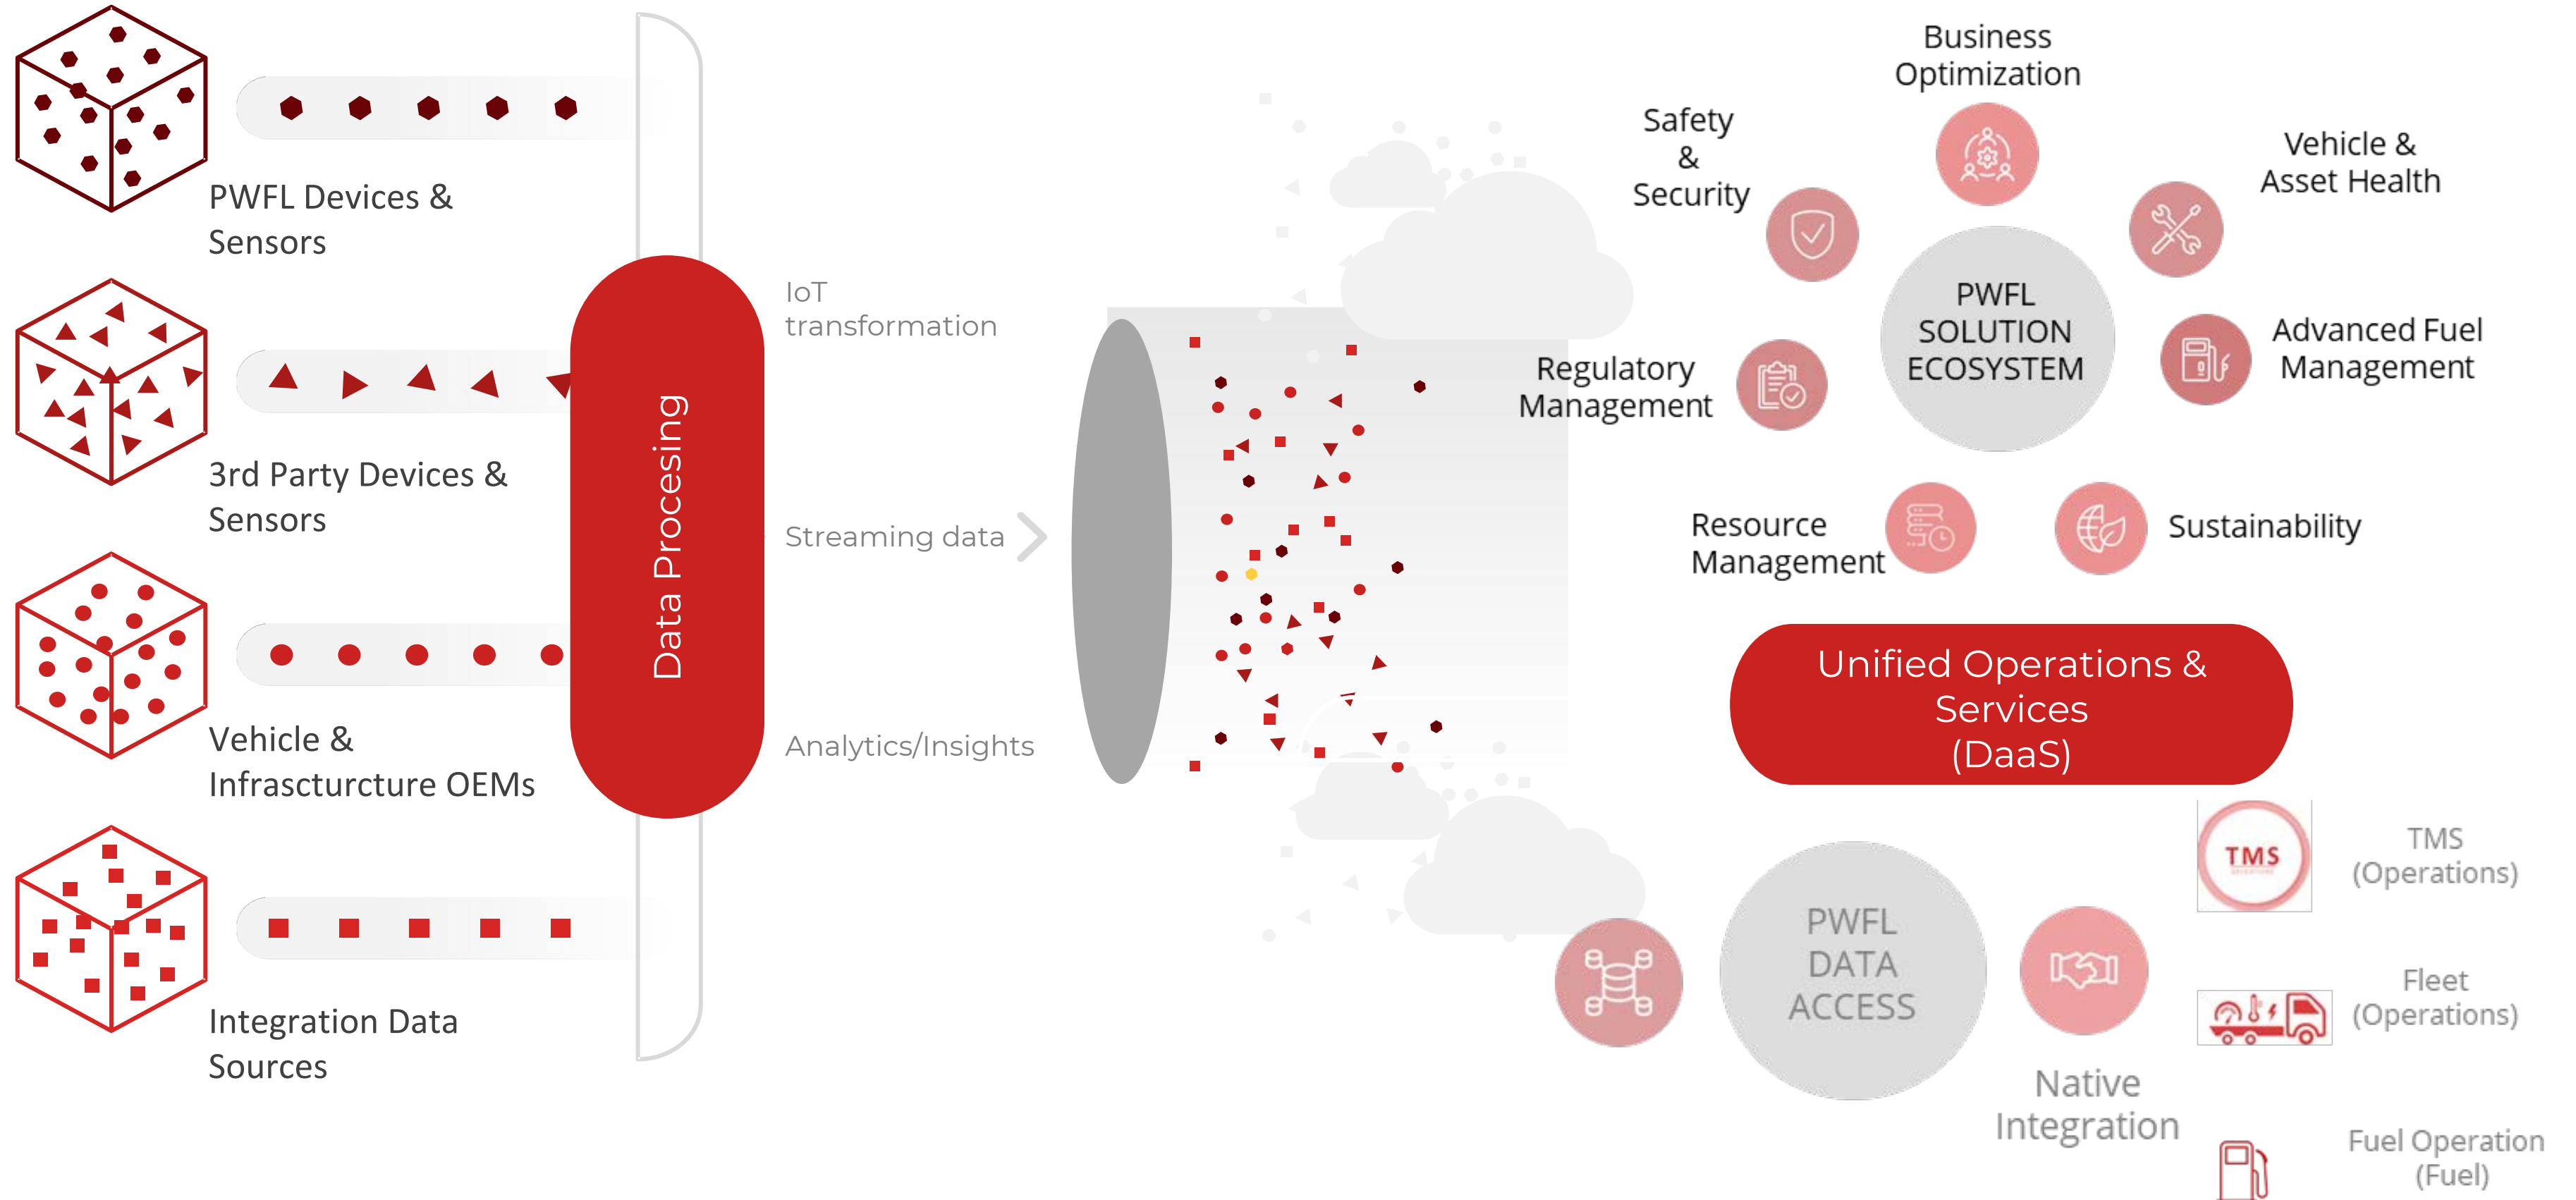 PWFL Devices &
Sensors
3rd Party Devices &
Sensors
Vehicle &
Infrascturcture OEMs
Integration Data
Sources
Data Procesing
IoT
transformation
Streaming data
Analytics/Insights
Business
Optimization
Safety
&
Security
Vehicle &
Asset Health
PWFL
SOLUTION
ECOSYSTEM
Advanced Fuel
Management
Regulatory
Management
Resource
Management
Sustainability
Unified Operations &
Services
(DaaS)
PWFL
DATA
ACCESS
Native
Integration
TMS
TMS
(Operations)
Fleet
(Operations)
Fuel Operation
(Fuel)